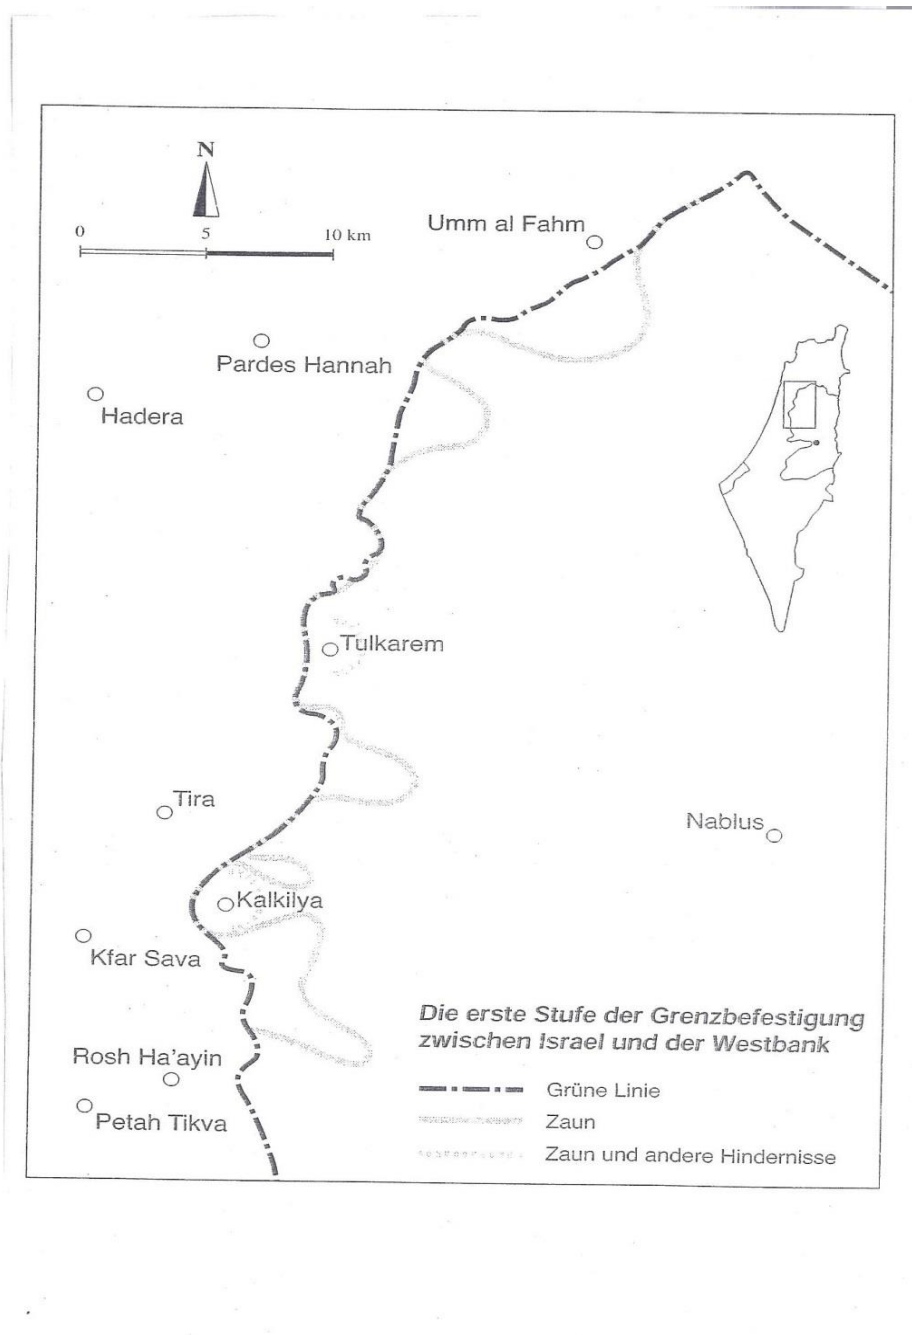 N
0 5 10 km
Umm al Fahm
Pardes Hannah
Hadera
Tulkarem
Tira
Nablus
Kalkilya
Kfar Sava
Die erste Stufe der Grenzbefestigung
zwischen Israel und der Westbank
Rosh Ha'ayin
Grüne Linie
Petah Tikva
Zaun
Zaun und andere Hindernisse